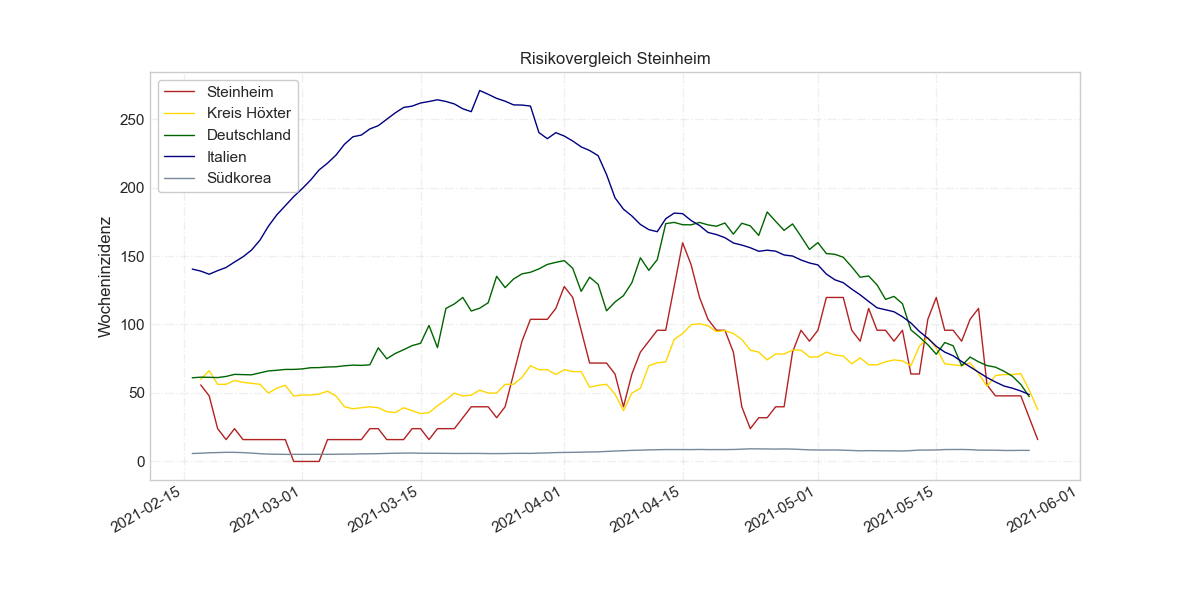 Risikovergleich Steinheim
Steinheim
Kreis Höxter
Deutschland
Italien
Südkorea
Wocheninzidenz
250
200
150
100
50
0
2021-02-15
2021-03-01
2021-03-15
2021-04-01
2021-04-15
2021-05-01
2021-05-15
2021-06-01